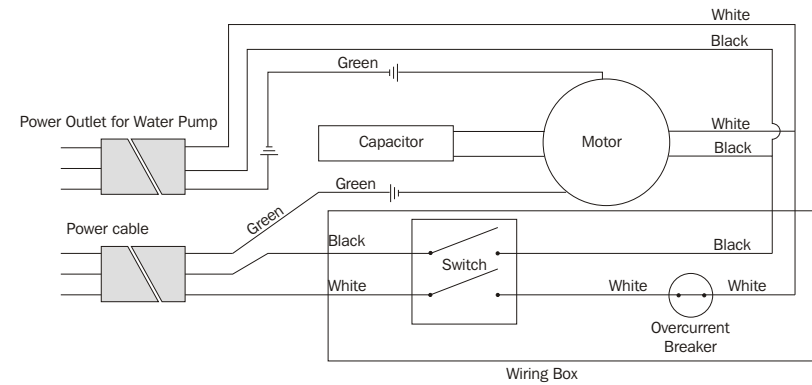 White
Black
Green
Power Outlet for Water Pump
White
Capacitor
Motor
Black
Green
Green
Power cable
Black
Black
Switch
White
White
White
Overcurrent
Breaker
Wiring Box